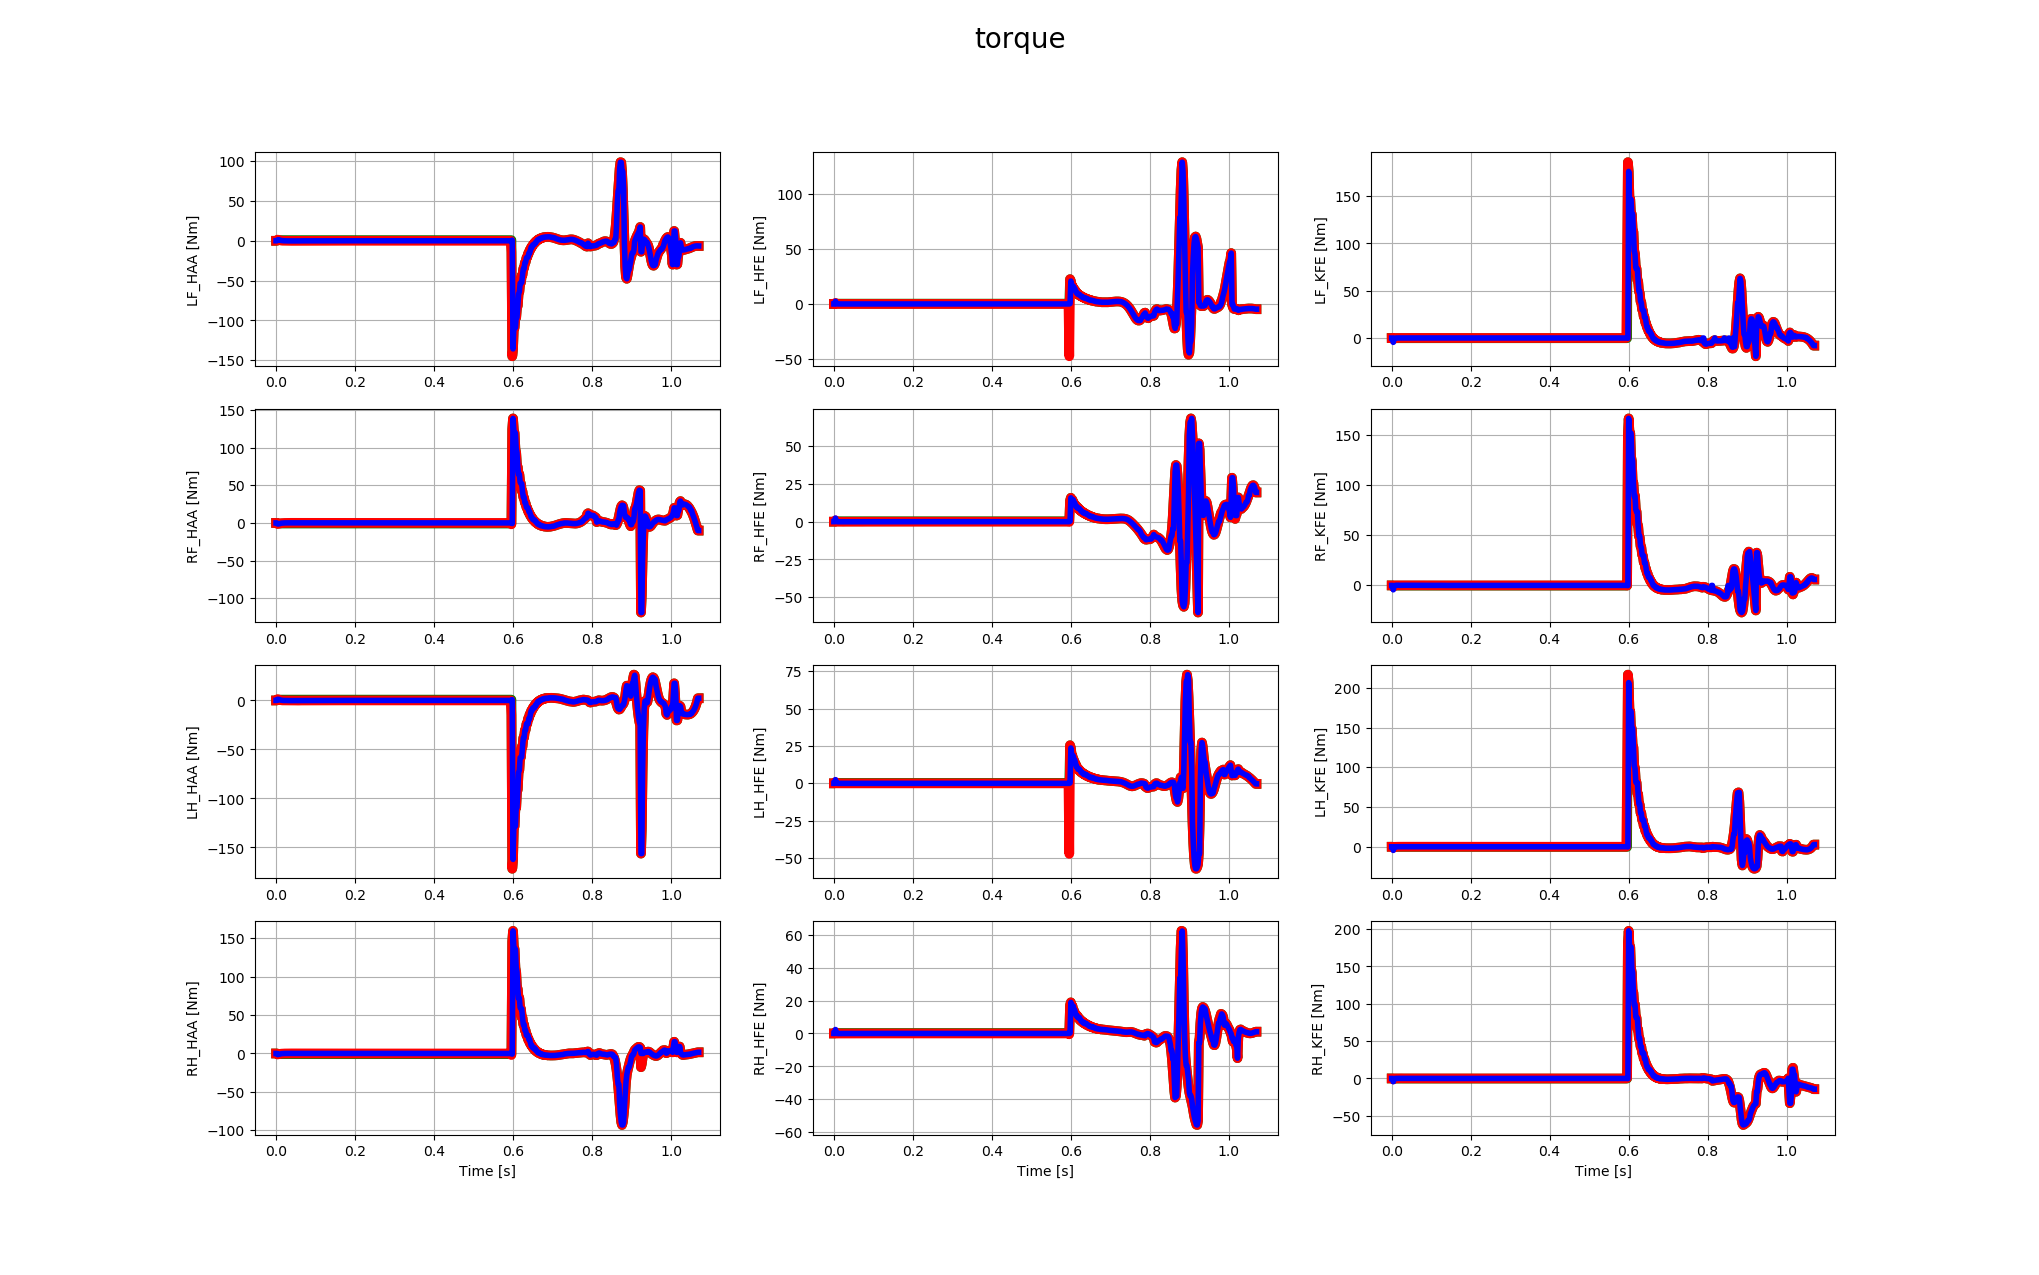 torque
LF_HAA [Nm]
100
50
0
−50
−100
−150
0.0 0.2 0.4 0.6 0.8 1.0
LF_HFE [Nm]
100
50
0
−50
0.0 0.2 0.4 0.6 0.8 1.0
LF_KFE [Nm]
150
100
50
0
0.0 0.2 0.4 0.6 0.8 1.0
RF_HAA [Nm]
150
100
50
0
−50
−100
0.0 0.2 0.4 0.6 0.8 1.0
RF_HFE [Nm]
50
25
0
−25
−50
0.0 0.2 0.4 0.6 0.8 1.0
RF_KFE [Nm]
150
100
50
0
0.0 0.2 0.4 0.6 0.8 1.0
LH_HAA [Nm]
0
−50
−100
−150
0.0 0.2 0.4 0.6 0.8 1.0
LH_HFE [Nm]
75
50
25
0
−25
−50
0.0 0.2 0.4 0.6 0.8 1.0
LH_KFE [Nm]
200
150
100
50
0
0.0 0.2 0.4 0.6 0.8 1.0
RH_HAA [Nm]
150
100
50
0
−50
−100
0.0 0.2 0.4 0.6 0.8 1.0
Time [s]
RH_HFE [Nm]
60
40
20
0
−20
−40
−60
0.0 0.2 0.4 0.6 0.8 1.0
Time [s]
RH_KFE [Nm]
200
150
100
50
0
−50
0.0 0.2 0.4 0.6 0.8 1.0
Time [s]